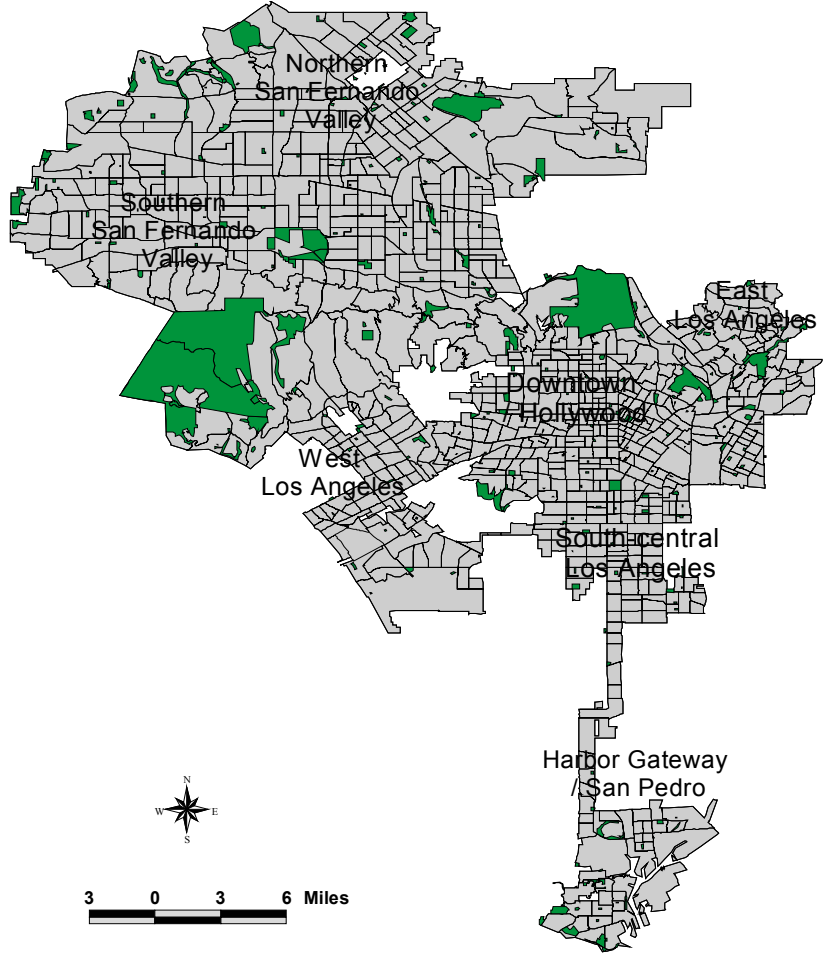 Northern
San Fernando
Valley
Southern
San Fernando
Valley
East
Los Angeles
Downtown
/ Hollywood
West
Los Angeles
South-central
Los Angeles
Harbor Gateway
/ San Pedro
N
W E
S
3 0 3 6 Miles